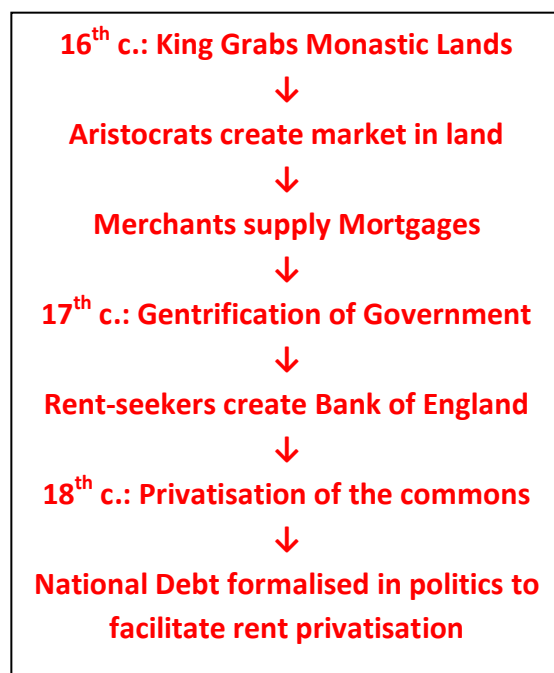 16th c.: King Grabs Monastic Lands
↓
Aristocrats create market in land
↓
Merchants supply Mortgages
↓
17th c.: Gentrification of Government
↓
Rent-seekers create Bank of England
↓
18th c.: Privatisation of the commons
↓
National Debt formalised in politics to
facilitate rent privatisation